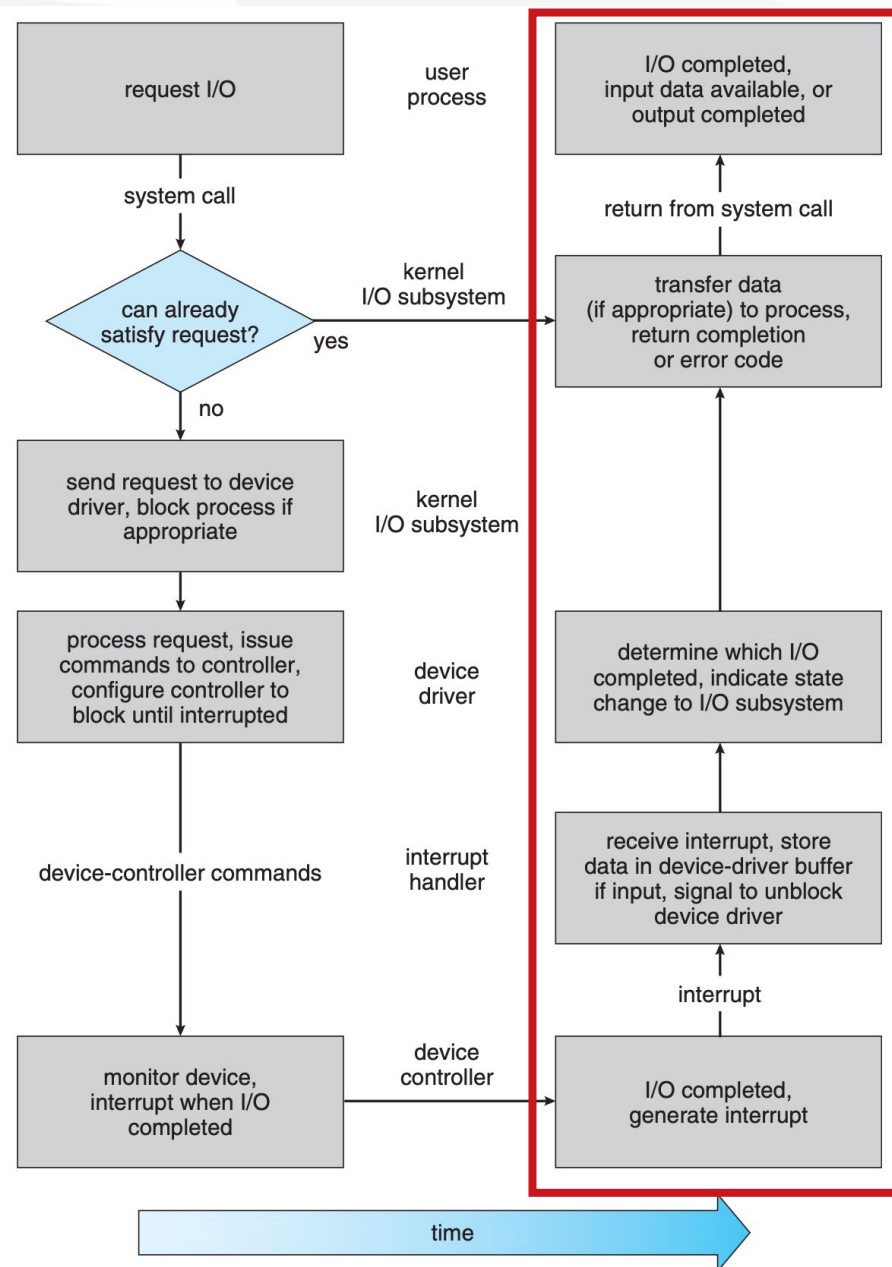 request I/O
user
process
I/O completed,
input data available, or
output completed
system call
return from system call
can already
satisfy request?
kernel
I/O subsystem
yes
transfer data
(if appropriate) to process,
return completion
or error code
no
send request to device
driver, block process if
appropriate
kernel
I/O subsystem
process request, issue
commands to controller,
configure controller to
block until interrupted
device
driver
determine which I/O
completed, indicate state
change to I/O subsystem
device-controller commands
interrupt
handler
receive interrupt, store
data in device-driver buffer
if input, signal to unblock
device driver
interrupt
monitor device,
interrupt when I/O
completed
device
controller
I/O completed,
generate interrupt
time